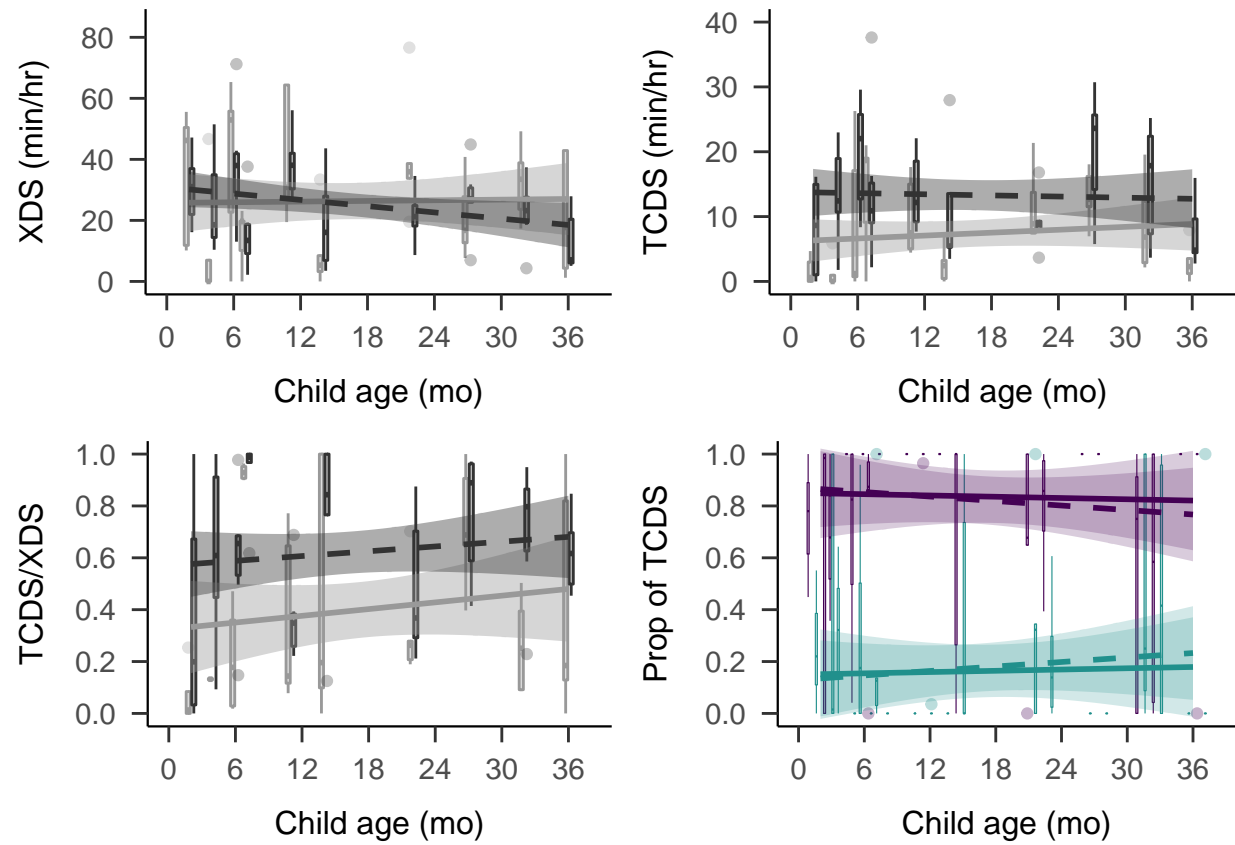 XDS (min/hr)
80
60
40
20
0
0 6 12 18 24 30 36
Child age (mo)
TCDS (min/hr)
40
30
20
10
0
0 6 12 18 24 30 36
Child age (mo)
TCDS/XDS
1.0
0.8
0.6
0.4
0.2
0.0
0 6 12 18 24 30 36
Child age (mo)
Prop of TCDS
1.0
0.8
0.6
0.4
0.2
0.0
0 6 12 18 24 30 36
Child age (mo)